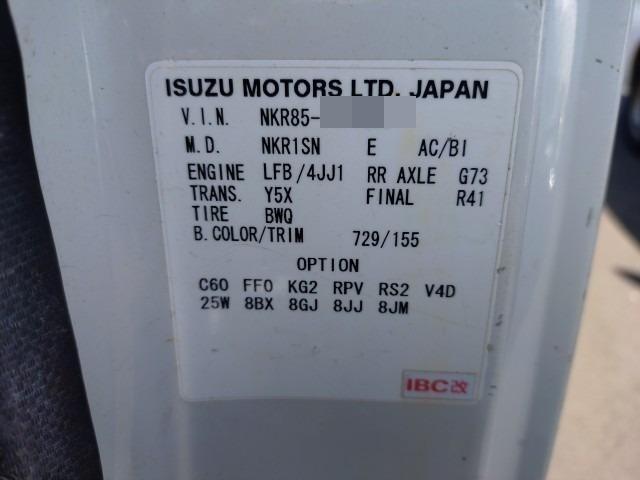 ISUZU MOTORS LTD. JAPAN
V.I.N. NKR85-
M.D. NKR1SN E AC/BI
ENGINE LFB/4JJ1 RR AXLE G73
TRANS. Y5X FINAL R41
TIRE BWQ
B.COLOR/TRIM 729/155
OPTION
C60 FF0 KG2 RPV RS2 V4D
25W 8BX 8GJ 8JJ 8JM
IBC改